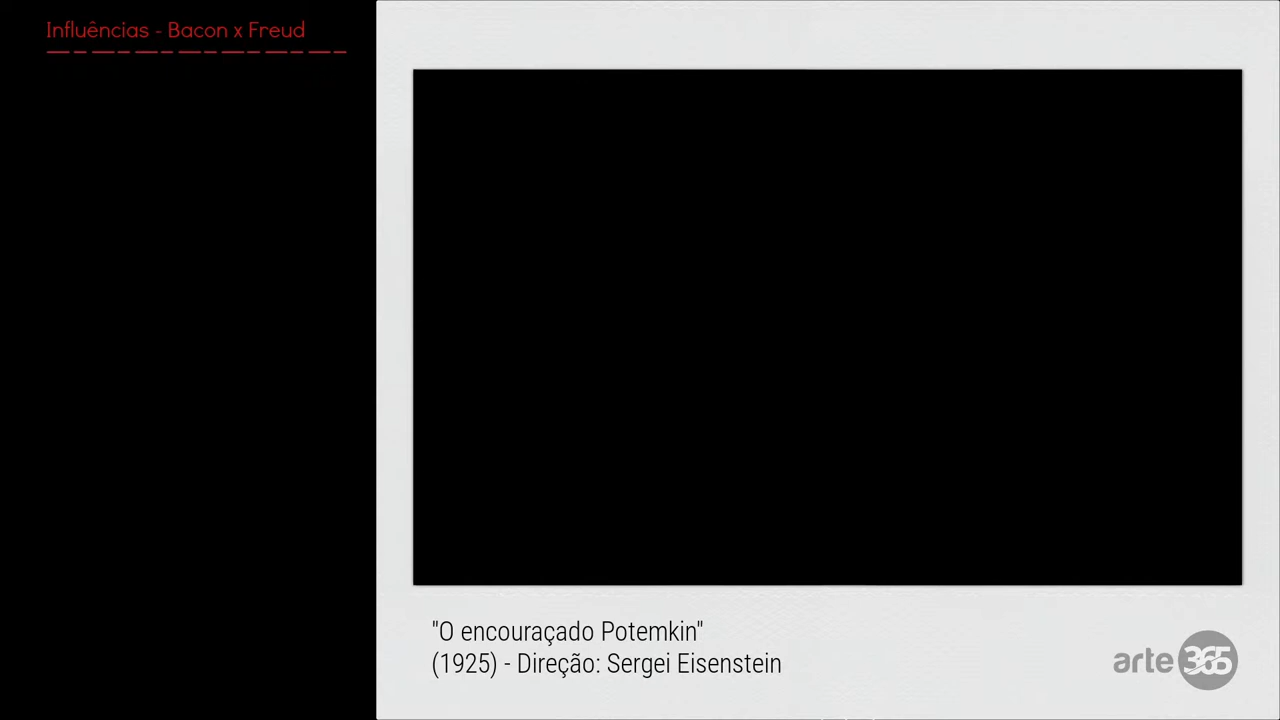 Influências - Bacon x Freud
"O encouraçado Potemkin"
(1925) - Direção: Sergei Eisenstein
arte 365